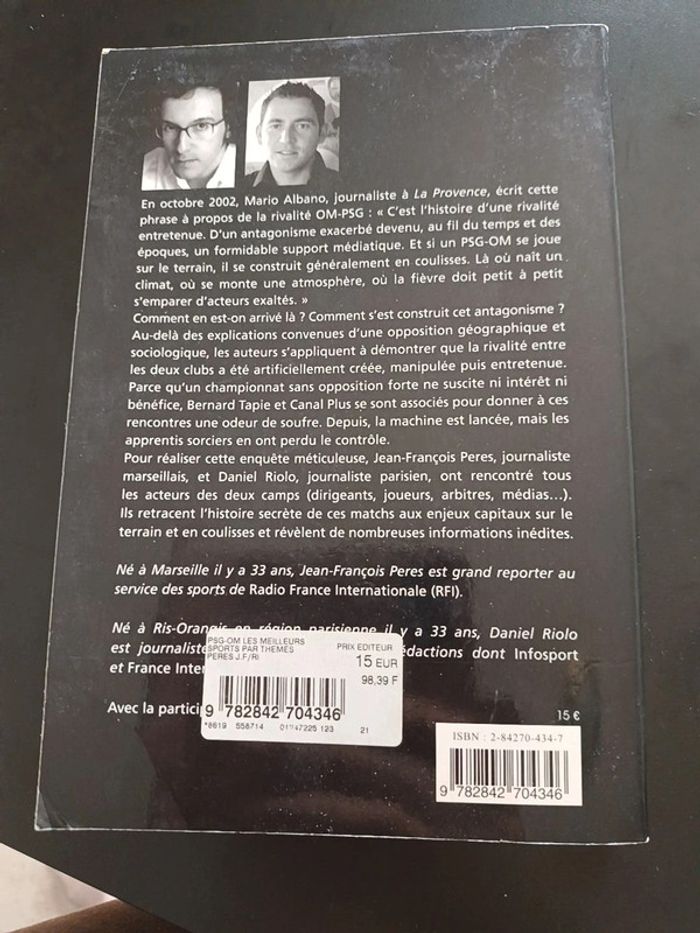 En octobre 2002, Mario Albano, journaliste à La Provence, écrit cette
phrase à propos de la rivalité OM-PSG : « C'est l'histoire d'une rivalité
entretenue. D'un antagonisme exacerbé devenu, au fil du temps et des
époques, un formidable support médiatique. Et si un PSG-OM se joue
sur le terrain, il se construit généralement en coulisses. Là où naît un
climat, où se monte une atmosphère, où la fièvre doit petit à petit
s'emparer d'acteurs exaltés. »
Comment en est-on arrivé là ? Comment s'est construit cet antagonisme ?
Au-delà des explications convenues d'une opposition géographique et
sociologique, les auteurs s'appliquent à démontrer que la rivalité entre
les deux clubs a été artificiellement créée, manipulée puis entretenue.
Parce qu'un championnat sans opposition forte ne suscite ni intérêt ni
bénéfice, Bernard Tapie et Canal Plus se sont associés pour donner à ces
rencontres une odeur de soufre. Depuis, la machine est lancée, mais les
apprentis sorciers en ont perdu le contrôle.
Pour réaliser cette enquête méticuleuse, Jean-François Peres, journaliste
marseillais, et Daniel Riolo, journaliste parisien, ont rencontré tous
les acteurs des deux camps (dirigeants, joueurs, arbitres, médias...).
Ils retracent l'histoire secrète de ces matchs aux enjeux capitaux sur le
terrain et en coulisses et révèlent de nombreuses informations inédites.
Né à Marseille il y a 33 ans, Jean-François Peres est grand reporter au
service des sports de Radio France Internationale (RFI).
Né à Ris-Orangis en région parisienne il y a 33 ans, Daniel Riolo
est journaliste rédactions dont Infosport
et France Inter
Avec la partici
PSG-OM LES MEILLEURS
SPORTS PAR THEMES
PERES J.F/RI
PRIX EDITEUR
15 EUR
98,39 F
9 782842 704346
*8619 558714 01747225 123 21
15 €
ISBN : 2-84270-434-7
9 782842 704346